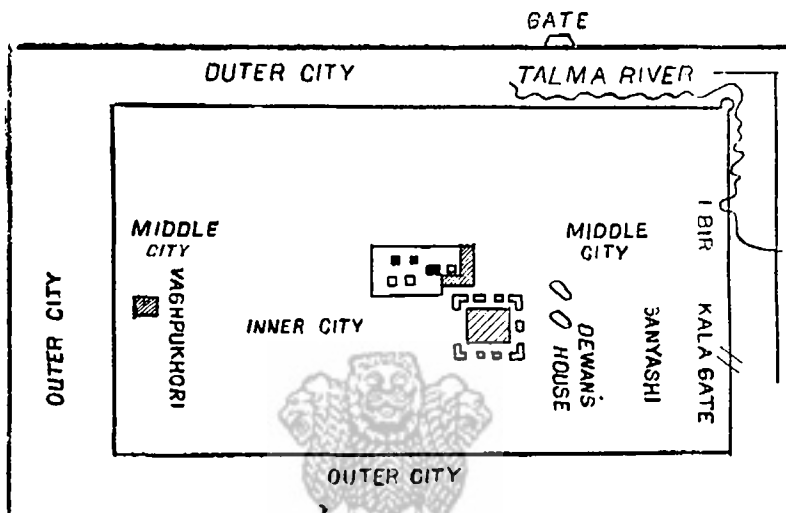 GATE
OUTER CITY
TALMA RIVER
MIDDLE
CITY
MIDDLE
CITY
I BIR
OUTER CITY
VAGHPUKHORI
INNER CITY
DEWAN'S
HOUSE
SANYASHI
KALA GATE
OUTER CITY